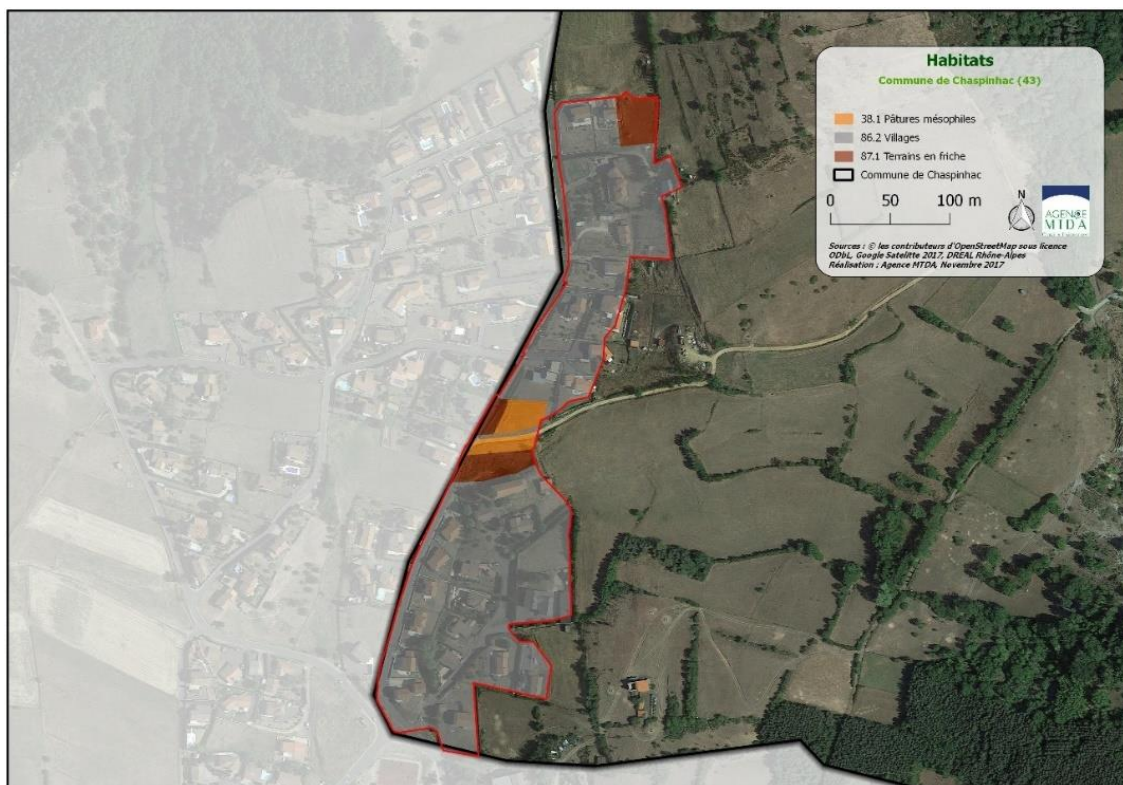 Habitats
Commune de Chaspinhac (43)
38.1 Pâtures mésophiles
86.2 Villages
87.1 Terrains en friche
Commune de Chaspinhac
0 50 100 m
N
AGENCE
MTDA
Sources : © les contributeurs d'OpenStreetMap sous licence
ODbL, Google Satelitte 2017, DREAL Rhône-Alpes
Réalisation : Agence MTDA, Novembre 2017